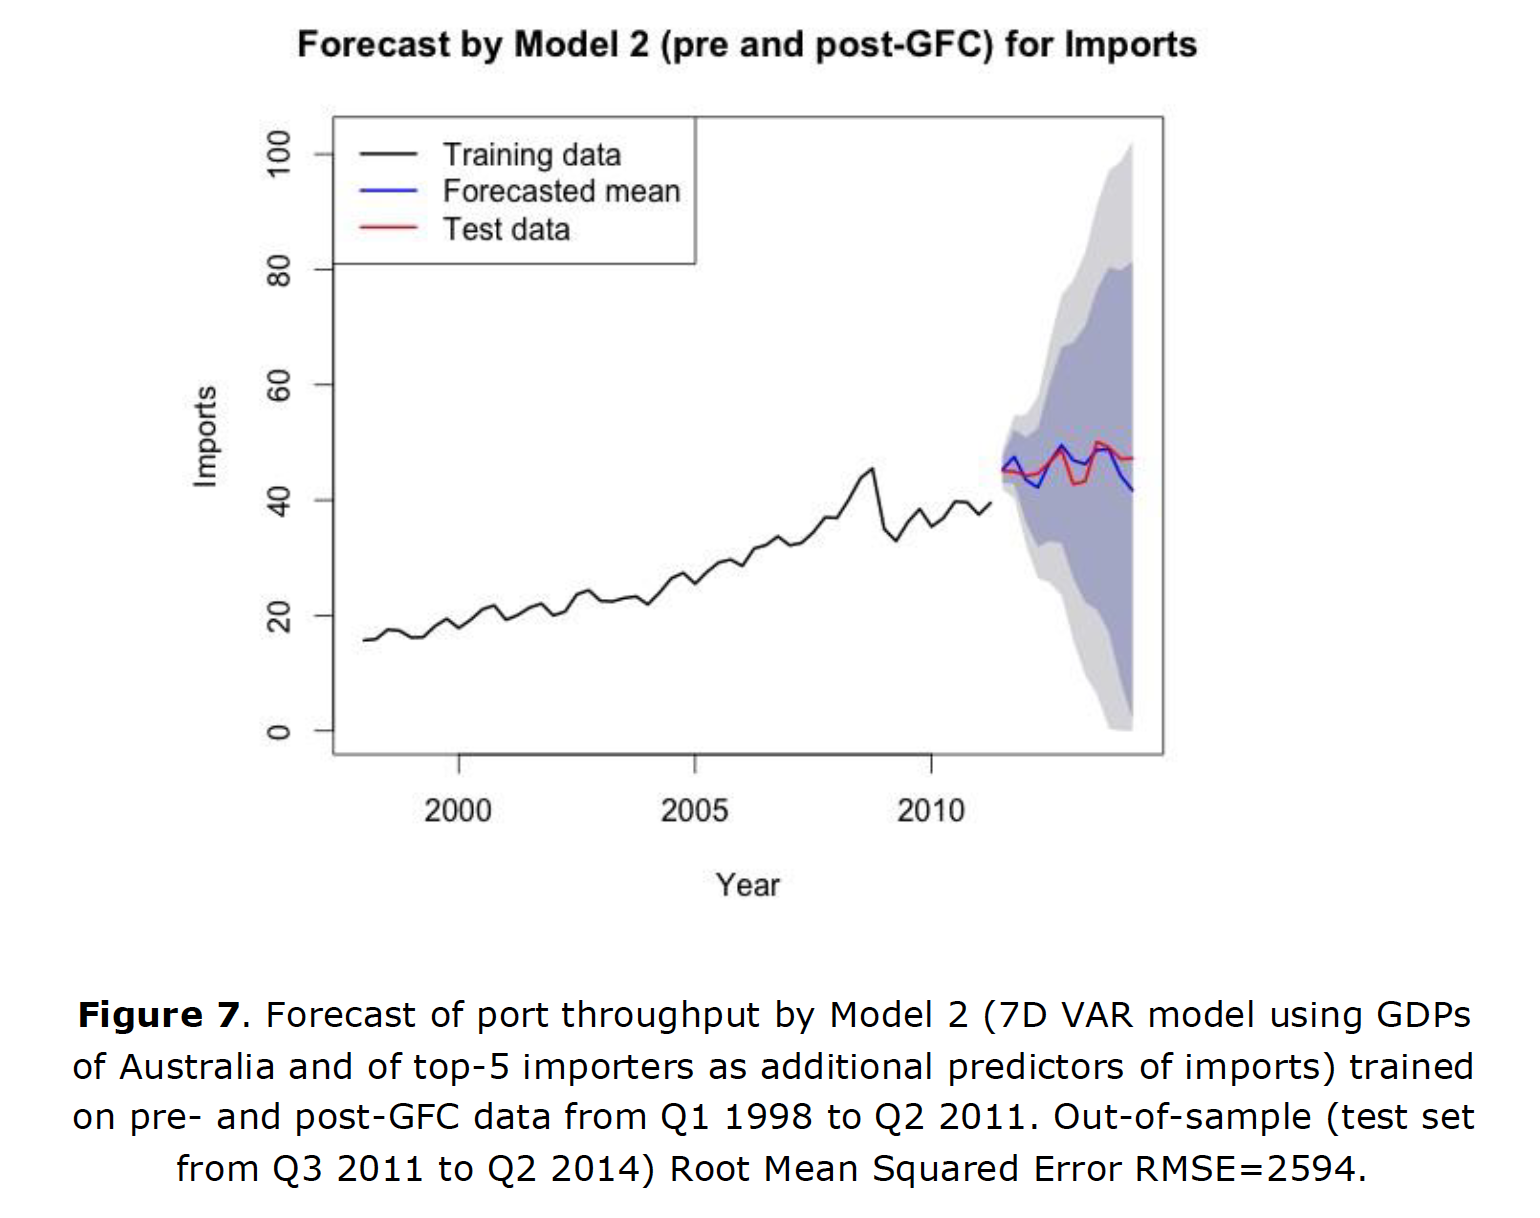 Forecast by Model 2 (pre and post-GFC) for Imports
Training data
Forecasted mean
Test data
100
80
60
40
20
0
Imports
2000 2005 2010
Year
Figure 7. Forecast of port throughput by Model 2 (7D VAR model using GDPs
of Australia and of top-5 importers as additional predictors of imports) trained
on pre- and post-GFC data from Q1 1998 to Q2 2011. Out-of-sample (test set
from Q3 2011 to Q2 2014) Root Mean Squared Error RMSE=2594.